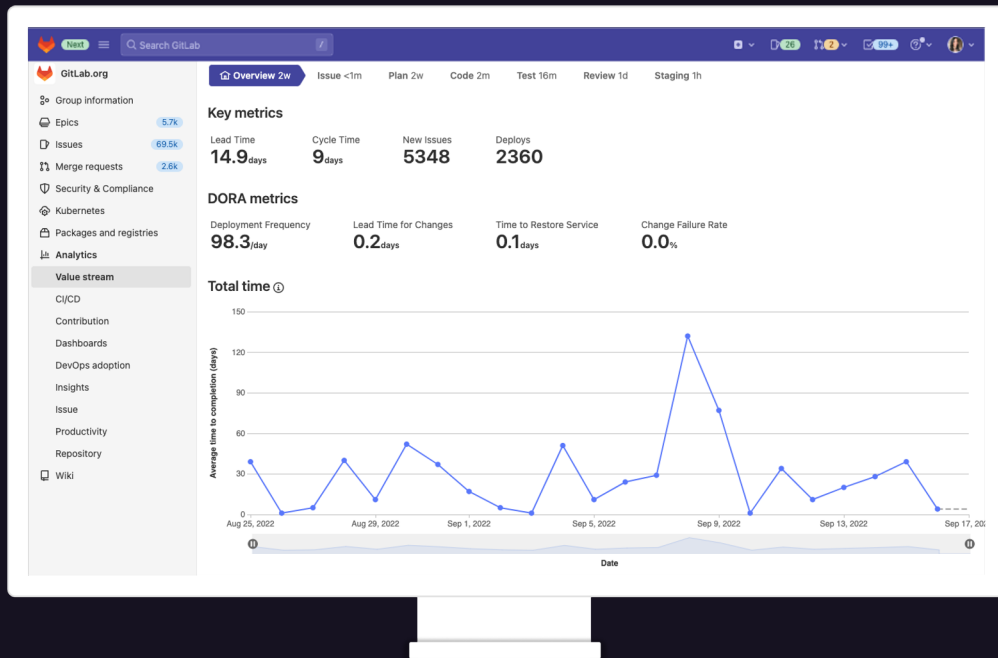 Next Search GitLab / 26 2 99+
GitLab.org
Group information
Epics 5.7k
Issues 69.5k
Merge requests 2.6k
Security & Compliance
Kubernetes
Packages and registries
Analytics
Value stream
CI/CD
Contribution
Dashboards
DevOps adoption
Insights
Issue
Productivity
Repository
Wiki
Overview 2w Issue <1m Plan 2w Code 2m Test 16m Review 1d Staging 1h
Key metrics
Lead Time Cycle Time New Issues Deploys
14.9days 9days 5348 2360
DORA metrics
Deployment Frequency Lead Time for Changes Time to Restore Service Change Failure Rate
98.3/day 0.2days 0.1days 0.0%
Total time
Average time to completion (days)
150
120
90
60
30
0
Aug 25, 2022 Aug 29, 2022 Sep 1, 2022 Sep 5, 2022 Sep 9, 2022 Sep 13, 2022 Sep 17, 20
Date